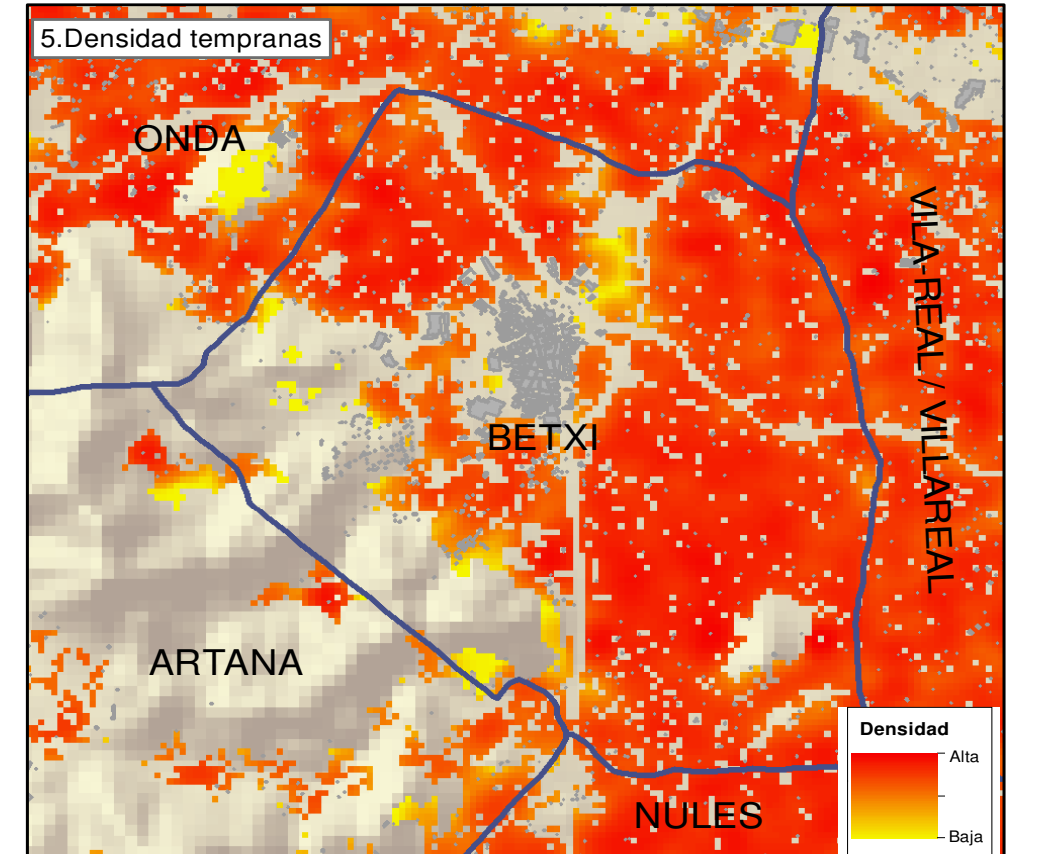 5.Densidad tempranas
ONDA
VILA-REAL / VILLAREAL
BETXI
ARTANA
NULES
Densidad
Alta
Baja